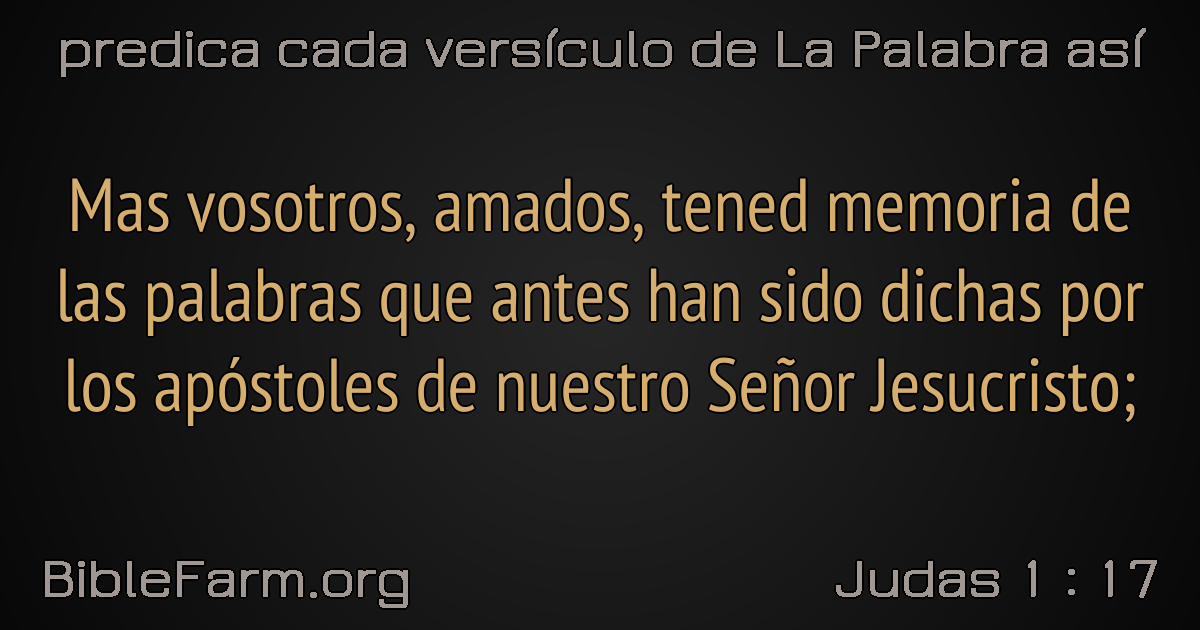 predica cada versículo de La Palabra así
Mas vosotros, amados, tened memoria de
las palabras que antes han sido dichas por
los apóstoles de nuestro Señor Jesucristo;
BibleFarm.org
Judas 1 : 17